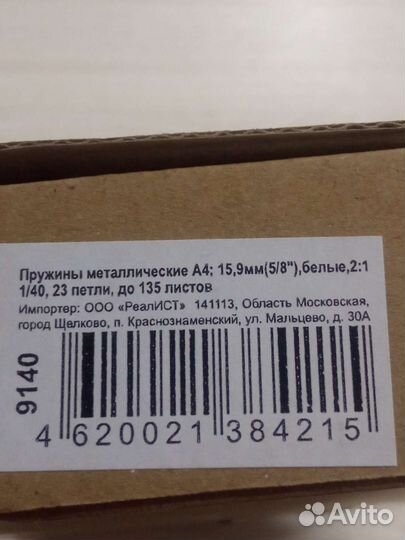 Пружины металлические А4; 15,9мм(5/8"),белые,2:1
1/40, 23 петли, до 135 листов
Импортер: ООО «РеалИСТ» 141113, Область Московская,
город Щелково, п. Краснознаменский, ул. Мальцево, д. 30А
9140
4 620021 384215
Avito